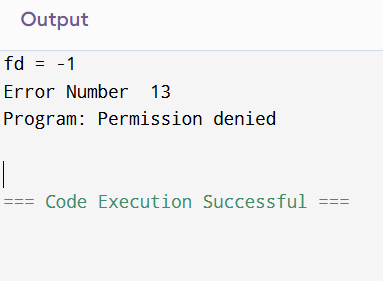 Output
fd = -1
Error Number  13
Program: Permission denied
=== Code Execution Successful ===